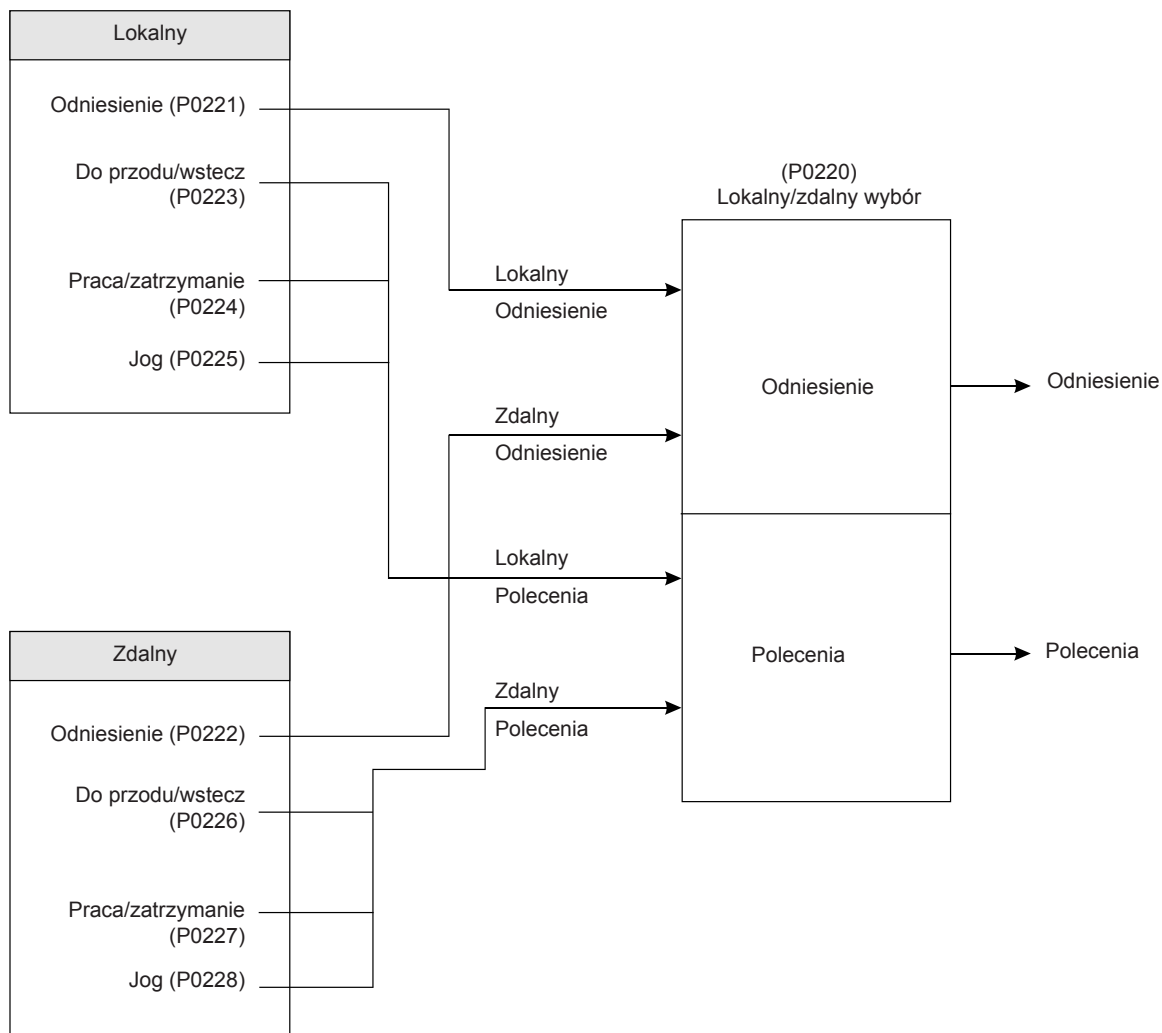 Lokalny
Odniesienie (P0221)
Do przodu/wstecz
(P0223)
Praca/zatrzymanie
(P0224)
Jog (P0225)
(P0220)
Lokalny/zdalny wybór
Lokalny
Odniesienie
Zdalny
Odniesienie
Lokalny
Polecenia
Zdalny
Polecenia
Odniesienie
Polecenia
Odniesienie
Polecenia
Zdalny
Odniesienie (P0222)
Do przodu/wstecz
(P0226)
Praca/zatrzymanie
(P0227)
Jog (P0228)